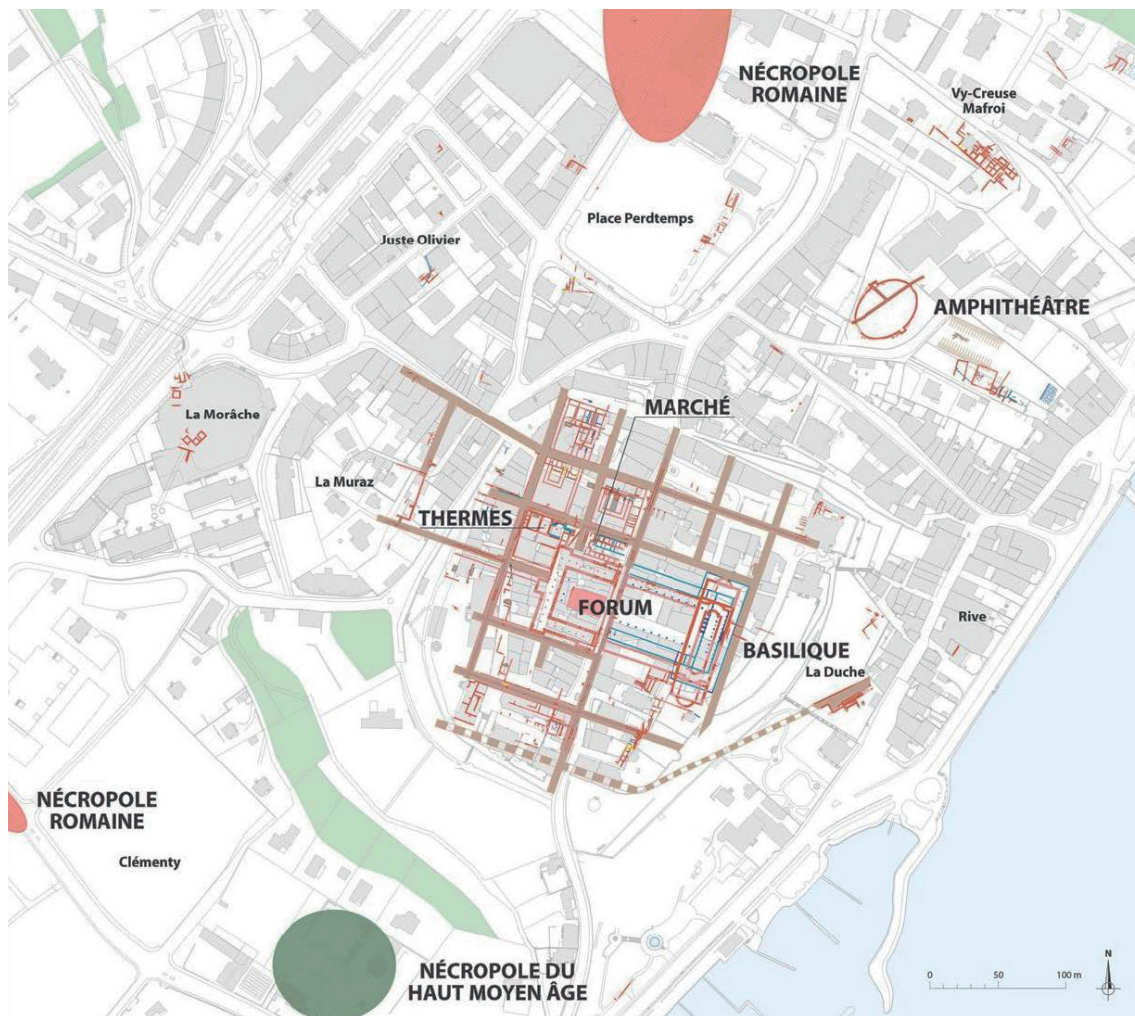 NÉCROPOLE
ROMAINE
Vy-Creuse
Mafroi
Place Perdtemps
Juste Olivier
AMPHITHÉÂTRE
La Morâche
MARCHÉ
La Muraz
THERMES
FORUM
Rive
BASILIQUE
La Duche
NÉCROPOLE
ROMAINE
Clémenty
NÉCROPOLE DU
HAUT MOYEN ÂGE
N
0 50 100 m